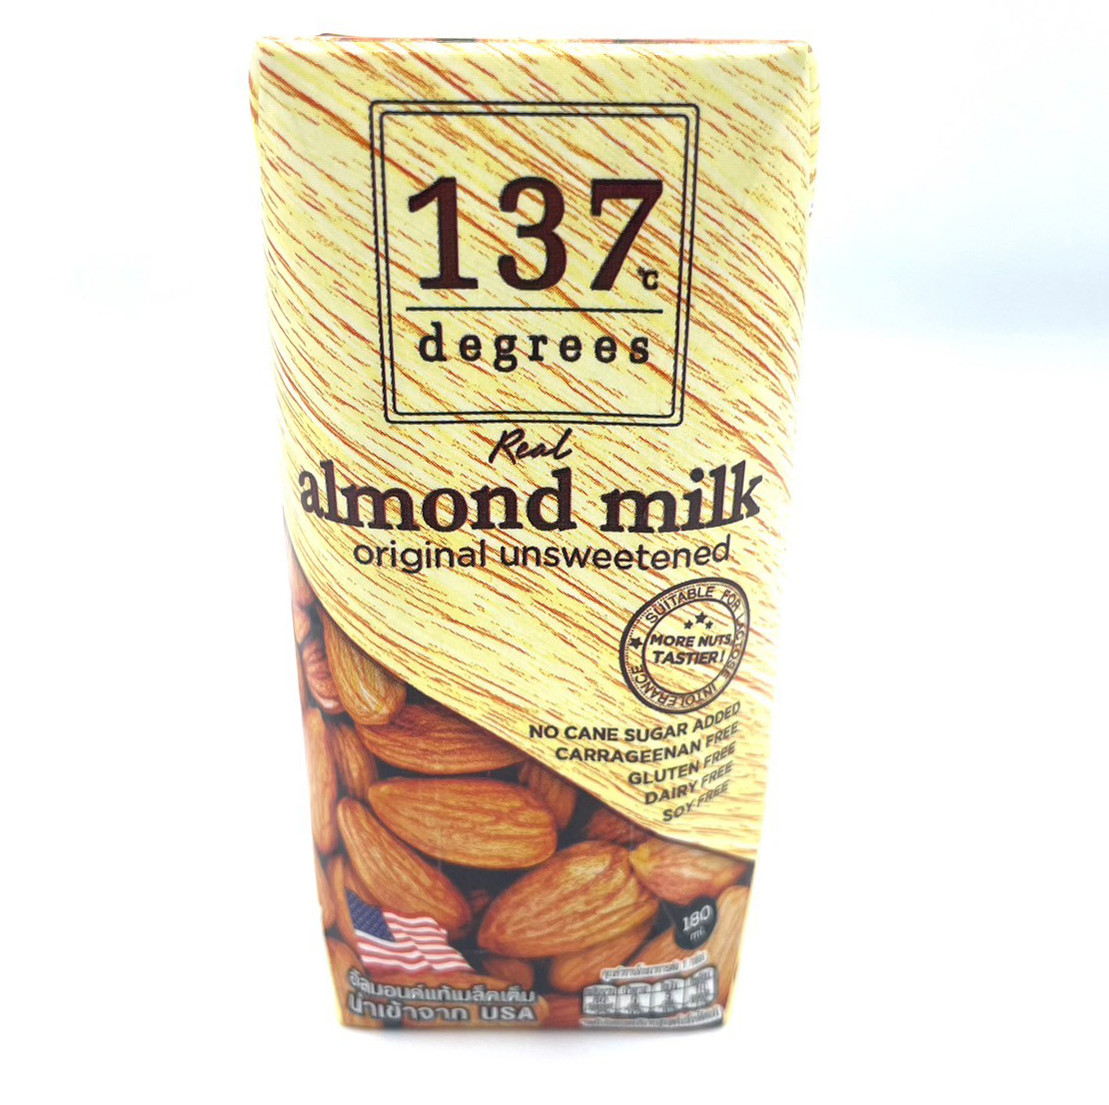 137
°C
degrees
Real
almond milk
original unsweetened
SUITABLE FOR LACTOSE INTOLERANCE
MORE NUTS
TASTIER!
NO CANE SUGAR ADDED
CARRAGEENAN FREE
GLUTEN FREE
DAIRY FREE
SOY FREE
180
ml.
อัลมอนด์แท้เมล็ดเต็ม
นำเข้าจาก USA